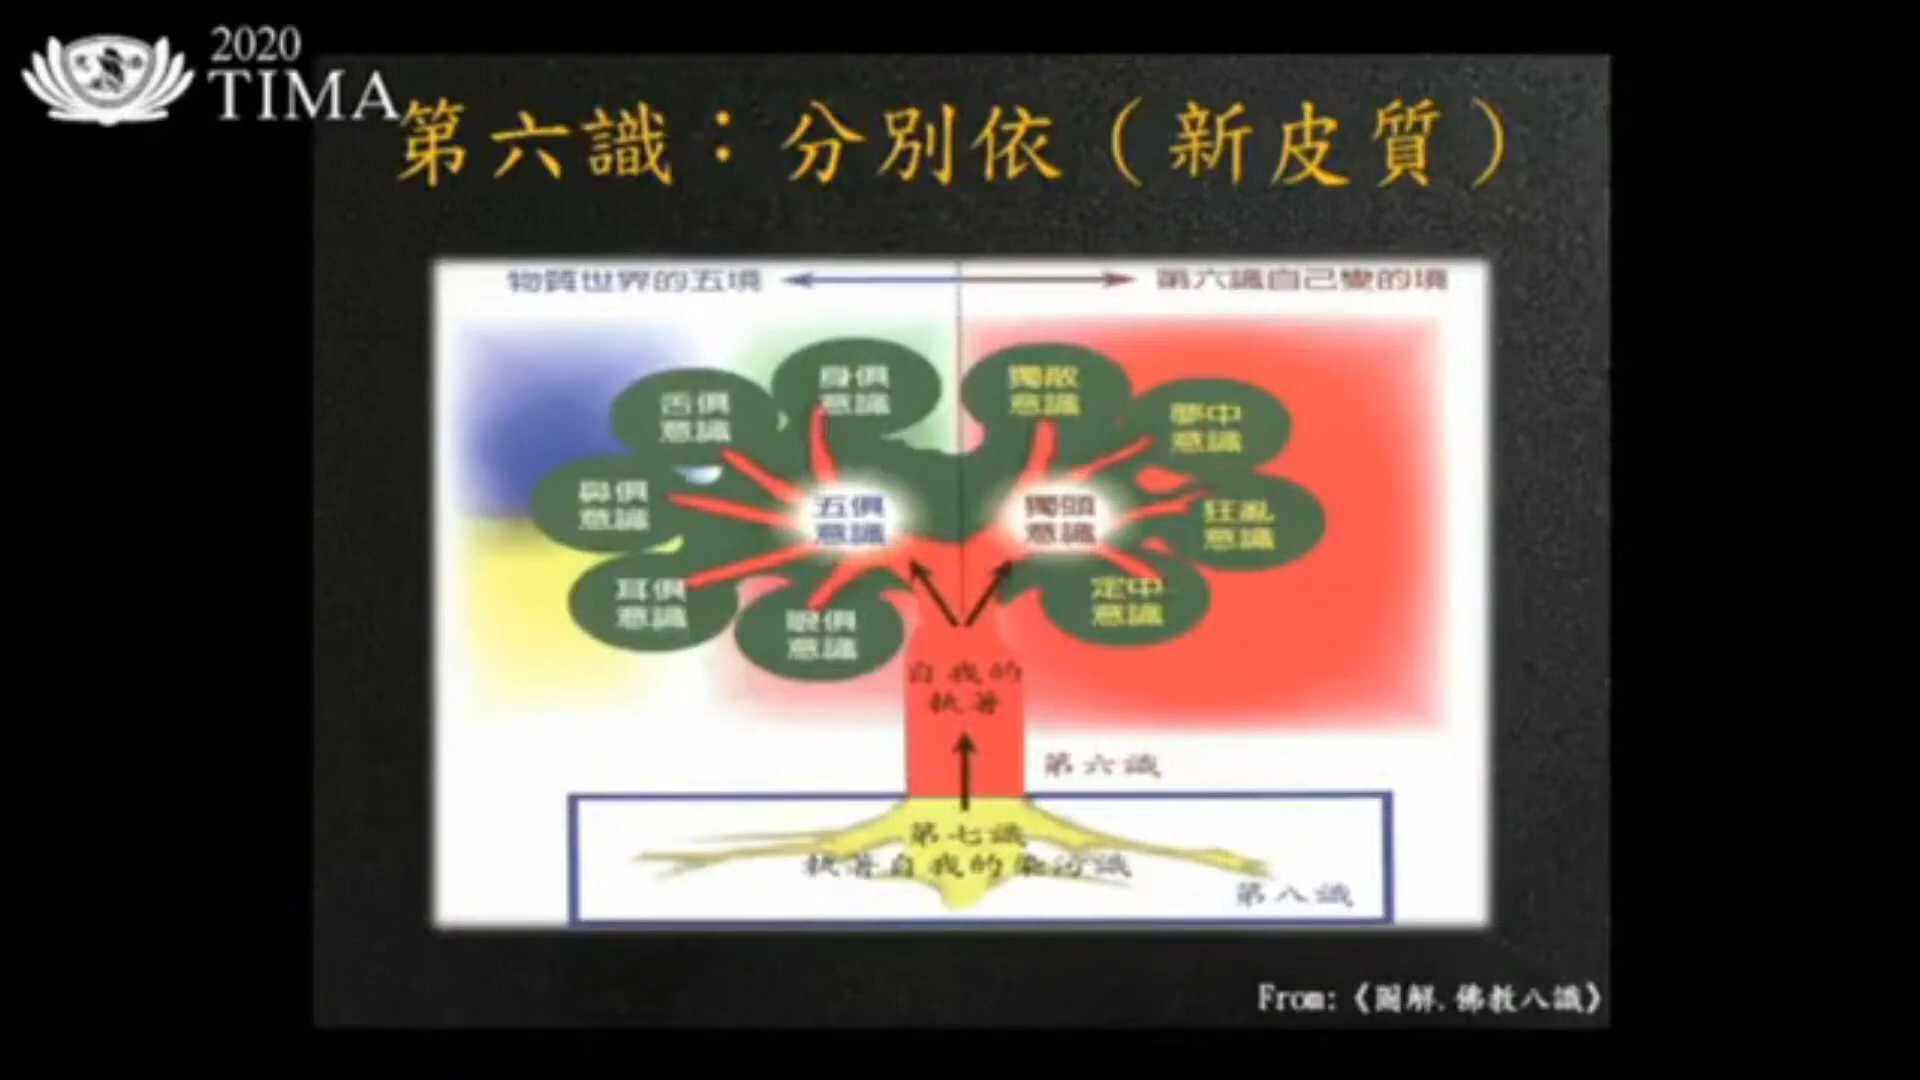 2020
TIMA
第六識：分別依（新皮質）
物質世界的五境
第六識自己變的境
身俱
意識
舌俱
意識
鼻俱
意識
耳俱
意識
眼俱
意識
五俱
意識
獨散
意識
夢中
意識
狂亂
意識
定中
意識
獨頭
意識
自我的
執著
第六識
第七識
執著自我的染污識
第八識
From:《圖解.佛教八識》